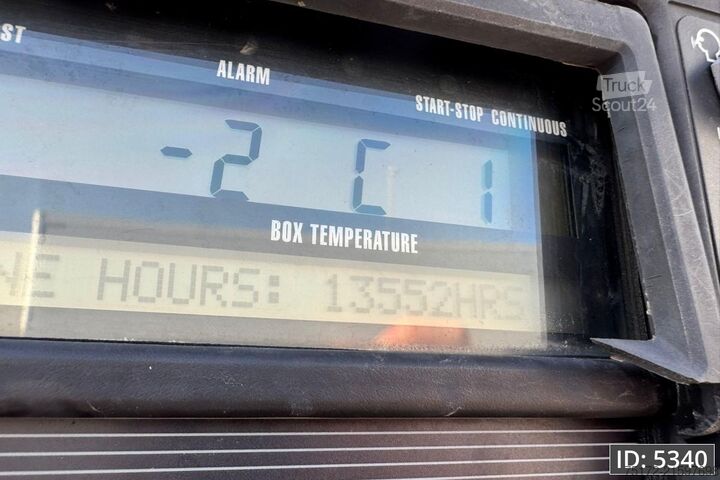 ST
ALARM
START-STOP CONTINUOUS
-2 C 1
BOX TEMPERATURE
NE HOURS: 13552HRS
Truck
Scout24
ID: 5340